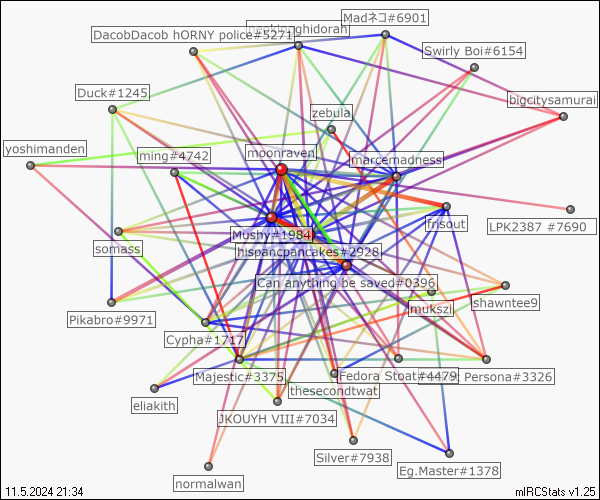 Madネコ#6901
DacobDacob hORNY police#5271
ghidorah
Swirly Boi#6154
Duck#1245
bigcitysamurai
zebula
yoshimanden
ming#4742
moonraven
marcemadness
LPK2387 #7690
frisout
Mushy#1984
somass
hispancpancakes#2928
Can anything be saved#0396
shawntee9
mukszi
Pikabro#9971
Cypha#1717
Majestic#3375
Fedora Stoat#4479
Persona#3326
thesecondtwat
eliakith
JKOUYH VIII#7034
Silver#7938
Eg.Master#1378
normalwan
11.5.2024 21:34
mIRCStats v1.25